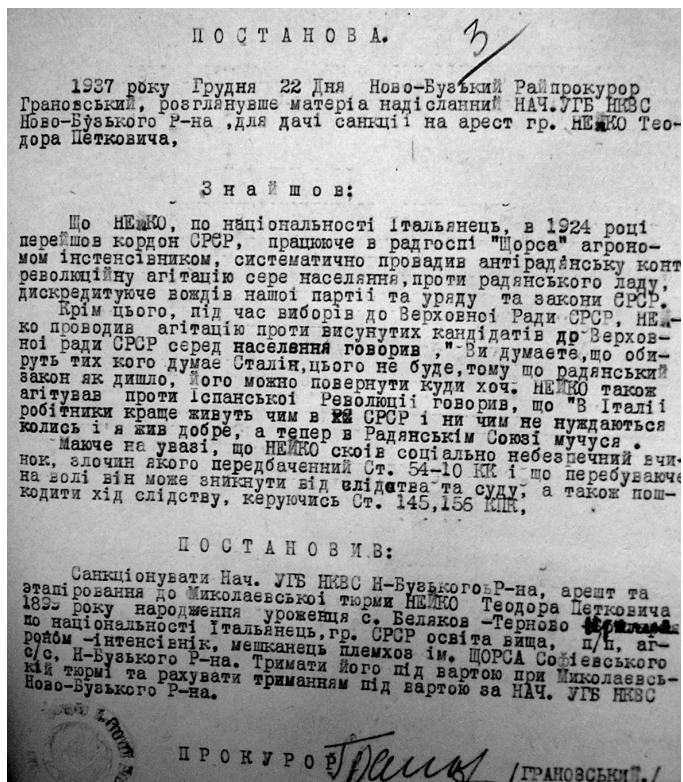 ПОСТАНОВА.
3
1937 року Грудня 22 Дня Ново-Бузький Райпрокурор
Грановський, розглянувше матеріа надісланний НАЧ.УГБ НКВС
Ново-Бузького Р-на ,для дачі санкції на арест гр. НЕЙКО Тео-
дора Петковича,
Знайшов:
Що НЕЙКО, по національності Італьянець, в 1924 році
перейшов кордон СРСР, працююче в радгоспі "Щорса" агроно-
мом інстенсівником, систематично провадив антірадянську конт
революційну агітацію сере населення,проти радянського ладу,
дискредитуюче вождів нашої партії та уряду та закони СРСР.
Крім цього, під час виборів до Верховної Ради СРСР, НЕЙ-
ко проводив агітацію проти висунутих кандідатів до Верхов-
ної ради СРСР серед населення говорив ,"Ви думаете,що оби-
руть тих кого думае Сталін,цього не буде,тому що радянський
закон як дишло, його можно повернути куди хоч. НЕЙКО також
агітував проти Іспанської Революції говорив, що "В Італії
робітники краще живуть чим в СРСР і ни чим не нуждаються
колись і я жив добре, а тепер в Радянськім Союзі мучуся .
Маюче на увазі, що НЕЙКО скоів соціально небезпечний вчи-
нок, злочин якого передбаченний Ст. 54-10 КК і що перебуваюче
на волі він може зникнути від слідства та суду, а також пош-
кодити хід слідству, керуючись Ст. 145,156 КПК,
ПОСТАНОВИВ:
Санкціонувати Нач. УГБ НКВС Н-Бузького Р-на, арешт та
этапірования до Миколаевської тюрми НЕЙКО Теодора Петковича
року народження уроженця с. Беляков -Терново
по національності Італьянець,гр. СРСР освіта вища, п/п, аг-
роном -інтенсівнік, мешканець племхоз ім. ЩОРСА Софіевського
с/с, Н-Бузького Р-на. Тримати його під вартою при Миколаевсь-
кій тюрмі та рахувати триманням під вартою за НАЧ. УГБ НКВС
Ново-Бузького Р-на.
ПРОКУРОР /ГРАНОВСЬКИЙ./